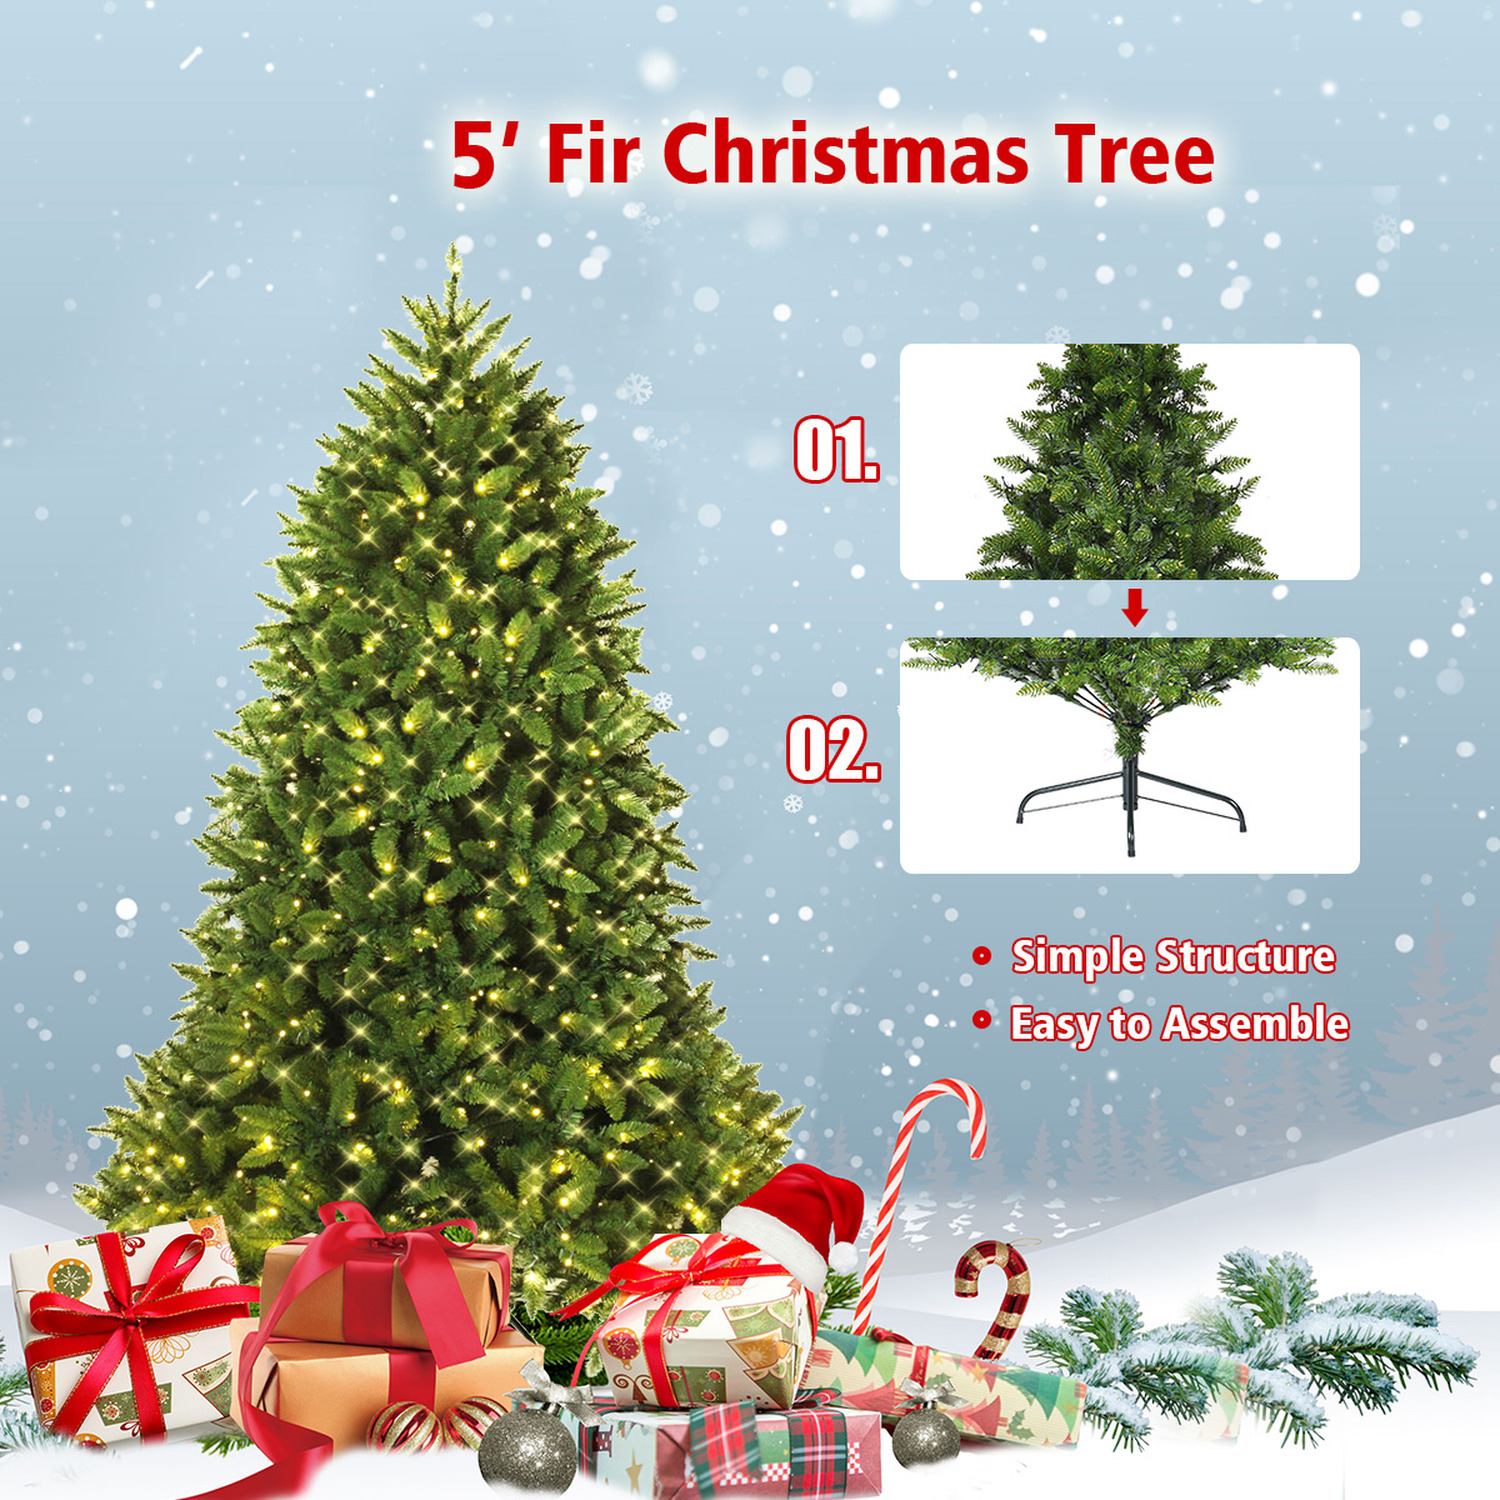 5’ Fir Christmas Tree
01.
02.
• Simple Structure
• Easy to Assemble